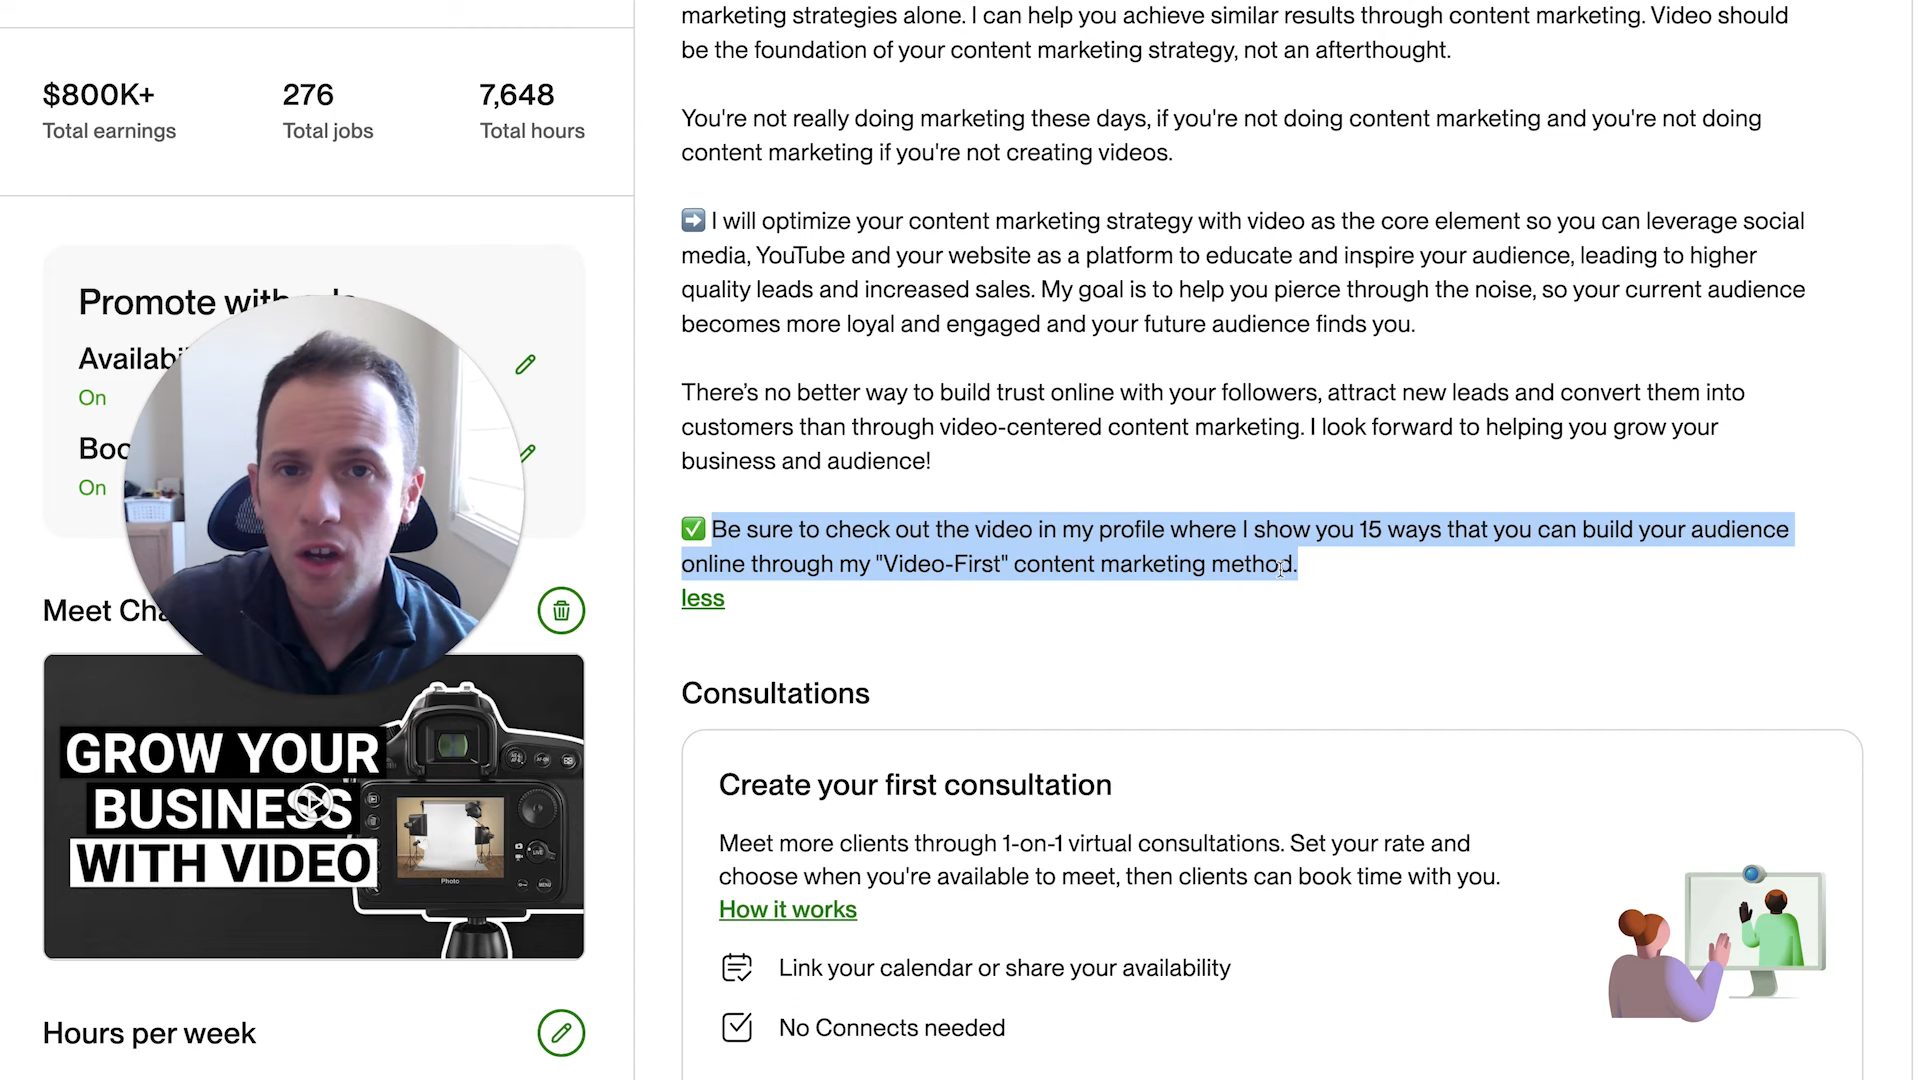 $800K+
Total earnings
276
Total jobs
7,648
Total hours
Promote with
Availab
On
Boo
On
Meet Cha
GROW YOUR
BUSINESS
WITH VIDEO
Photo
Hours per week
marketing strategies alone. I can help you achieve similar results through content marketing. Video should
be the foundation of your content marketing strategy, not an afterthought.
You're not really doing marketing these days, if you're not doing content marketing and you're not doing
content marketing if you're not creating videos.
➡️ I will optimize your content marketing strategy with video as the core element so you can leverage social
media, YouTube and your website as a platform to educate and inspire your audience, leading to higher
quality leads and increased sales. My goal is to help you pierce through the noise, so your current audience
becomes more loyal and engaged and your future audience finds you.
There’s no better way to build trust online with your followers, attract new leads and convert them into
customers than through video-centered content marketing. I look forward to helping you grow your
business and audience!
✅ Be sure to check out the video in my profile where I show you 15 ways that you can build your audience
online through my "Video-First" content marketing method.
less
Consultations
Create your first consultation
Meet more clients through 1-on-1 virtual consultations. Set your rate and
choose when you're available to meet, then clients can book time with you.
How it works
Link your calendar or share your availability
No Connects needed